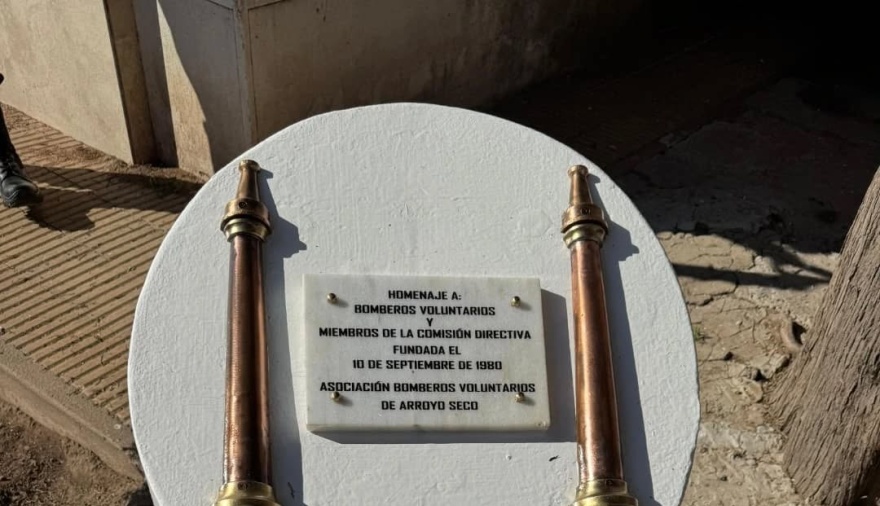 HOMENAJE A:
BOMBEROS VOLUNTARIOS
Y
MIEMBROS DE LA COMISIÓN DIRECTIVA
FUNDADA EL
10 DE SEPTIEMBRE DE 1980
ASOCIACIÓN BOMBEROS VOLUNTARIOS
DE ARROYO SECO